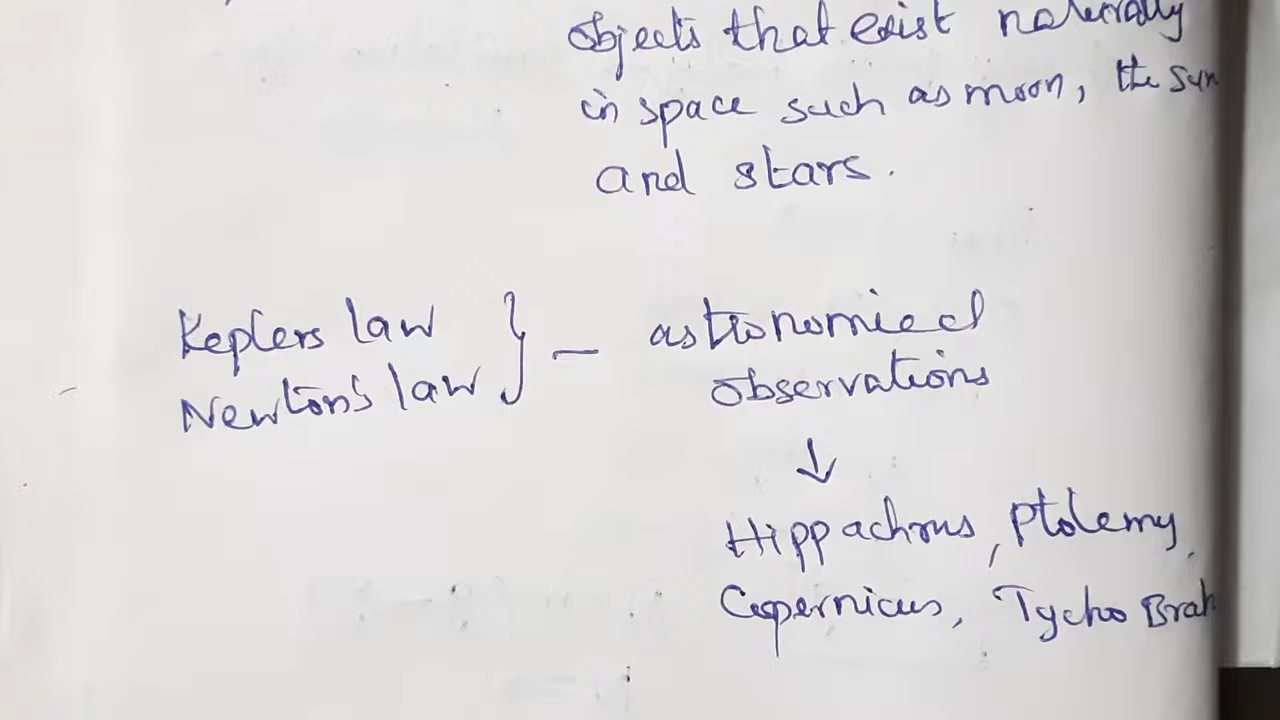 objects that exist naturally
in space such as moon, the sun
and stars.
Keplers law
Newton's law } — astronomical
observations
↓
Hippachrus, Ptolemy,
Copernicus, Tycho Brah